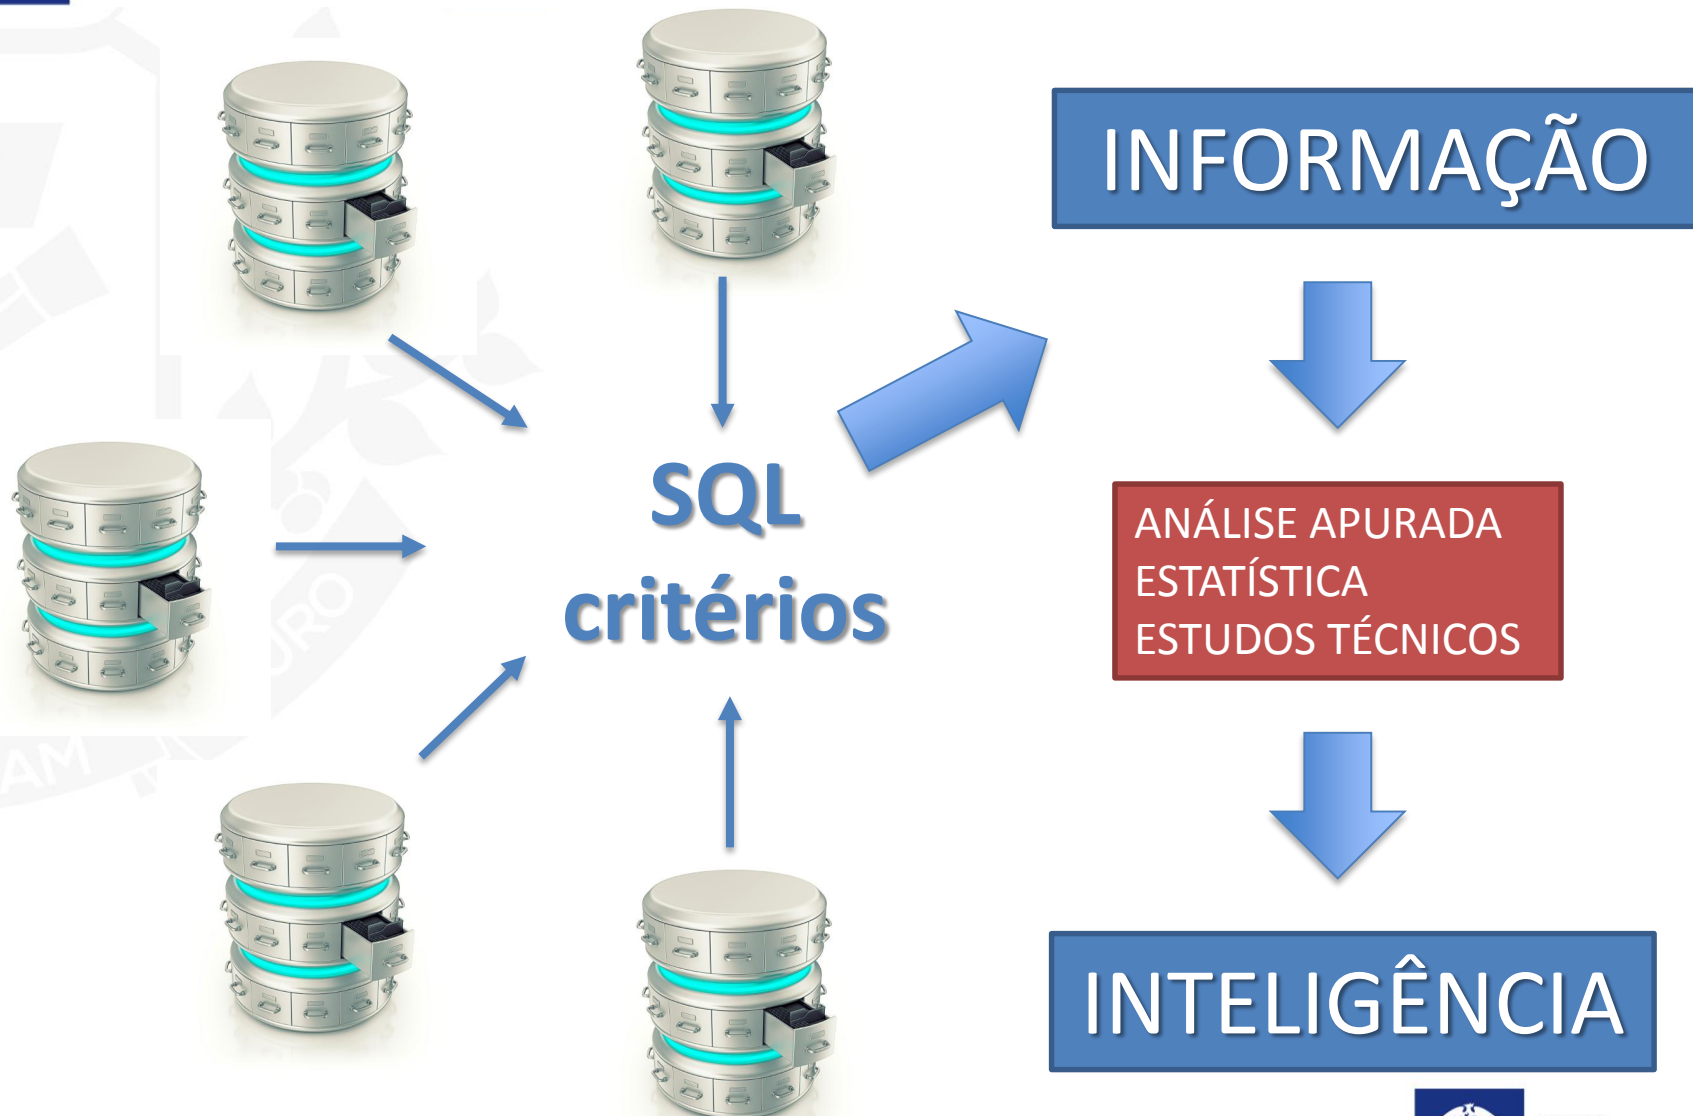 INFORMAÇÃO
SQL
critérios
ANÁLISE APURADA
ESTATÍSTICA
ESTUDOS TÉCNICOS
INTELIGÊNCIA